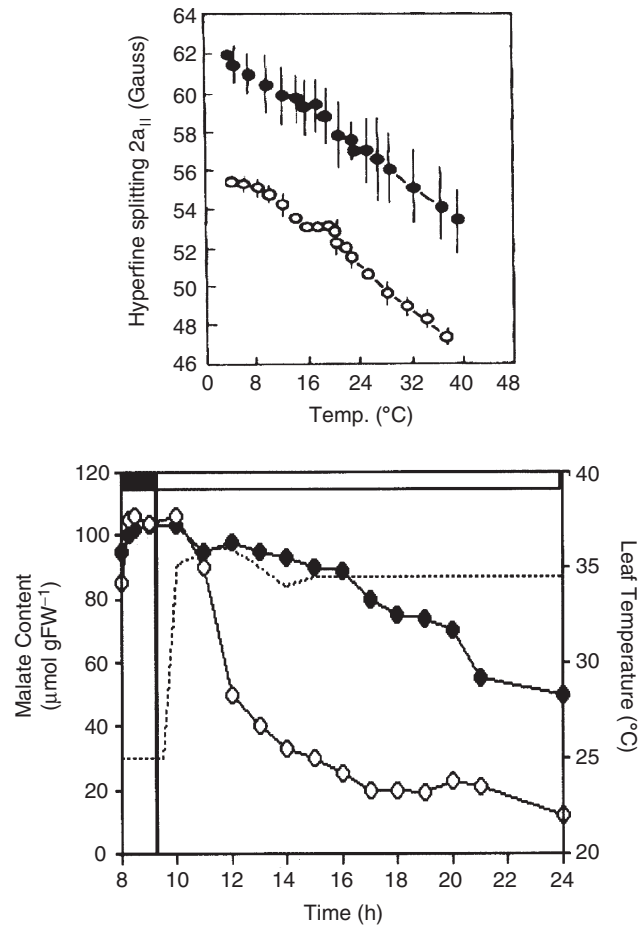 64
62
60
58
56
54
52
50
48
46
Hyperfine splitting 2a|| (Gauss)
0 8 16 24 32 40 48
Temp. (°C)
120
100
80
60
40
20
0
Malate Content
(μmol gFW⁻¹)
40
35
30
25
20
Leaf Temperature
(°C)
8 10 12 14 16 18 20 22 24
Time (h)